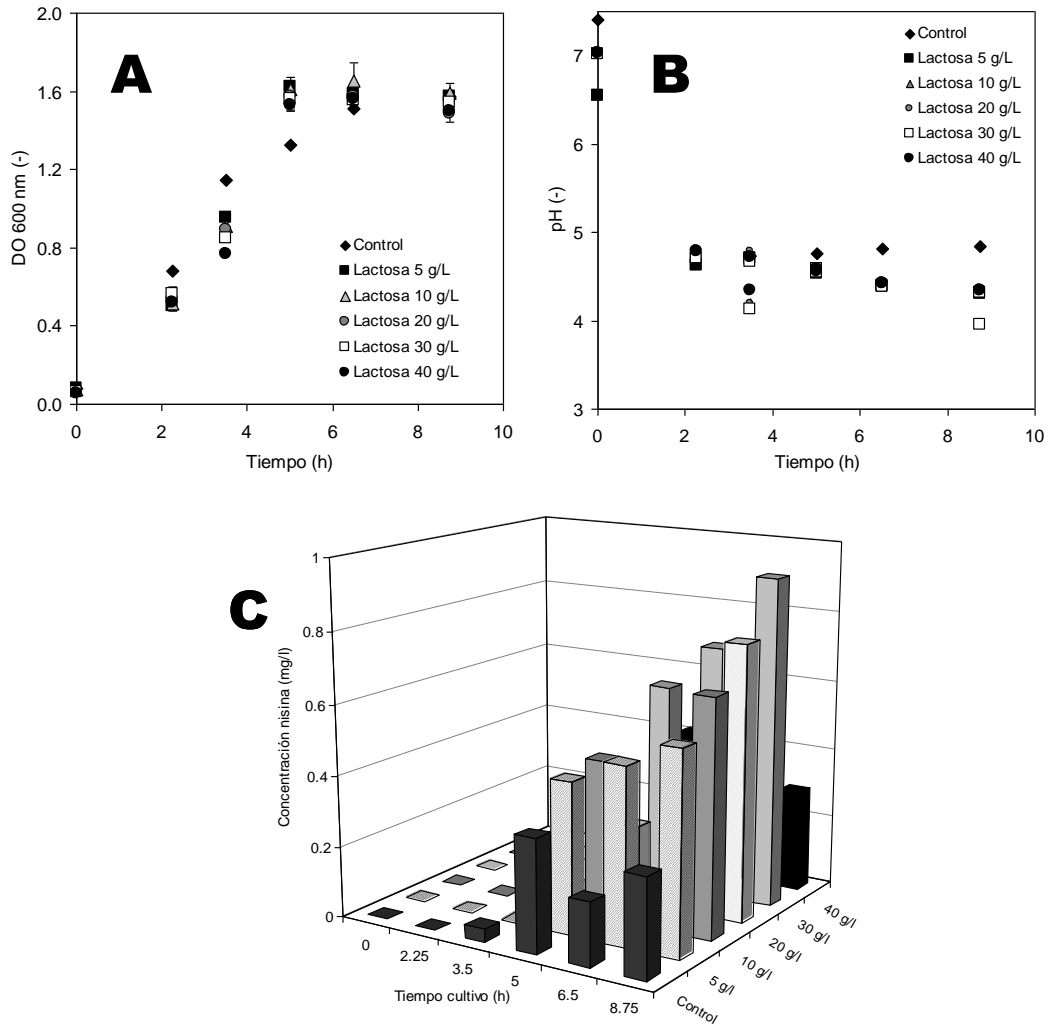 A
2.0
1.6
1.2
0.8
0.4
0.0
DO 600 nm (-)
Control
Lactosa 5 g/L
Lactosa 10 g/L
Lactosa 20 g/L
Lactosa 30 g/L
Lactosa 40 g/L
0 2 4 6 8 10
Tiempo (h)
B
7
6
5
4
3
pH (-)
Control
Lactosa 5 g/L
Lactosa 10 g/L
Lactosa 20 g/L
Lactosa 30 g/L
Lactosa 40 g/L
0 2 4 6 8 10
Tiempo (h)
C
1
0.8
0.6
0.4
0.2
0
Concentración nisina (mg/l)
0
2.25
3.5
5
6.5
8.75
Tiempo cultivo (h)
Control
5 g/l
10 g/l
20 g/l
30 g/l
40 g/l